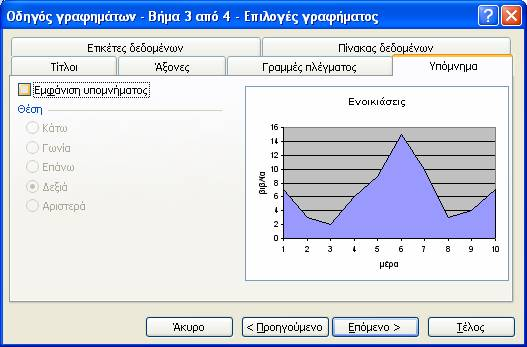 Οδηγός γραφημάτων - Βήμα 3 από 4 - Επιλογές γραφήματος
Ετικέτες δεδομένων
Πίνακας δεδομένων
Τίτλοι
Άξονες
Γραμμές πλέγματος
Υπόμνημα
Εμφάνιση υπομνήματος
Θέση
Κάτω
Γωνία
Επάνω
Δεξιά
Αριστερά
Ενοικιάσεις
16
14
12
10
8
6
4
2
0
βιβλία
1 2 3 4 5 6 7 8 9 10
μέρα
Άκυρο
< Προηγούμενο
Επόμενο >
Τέλος